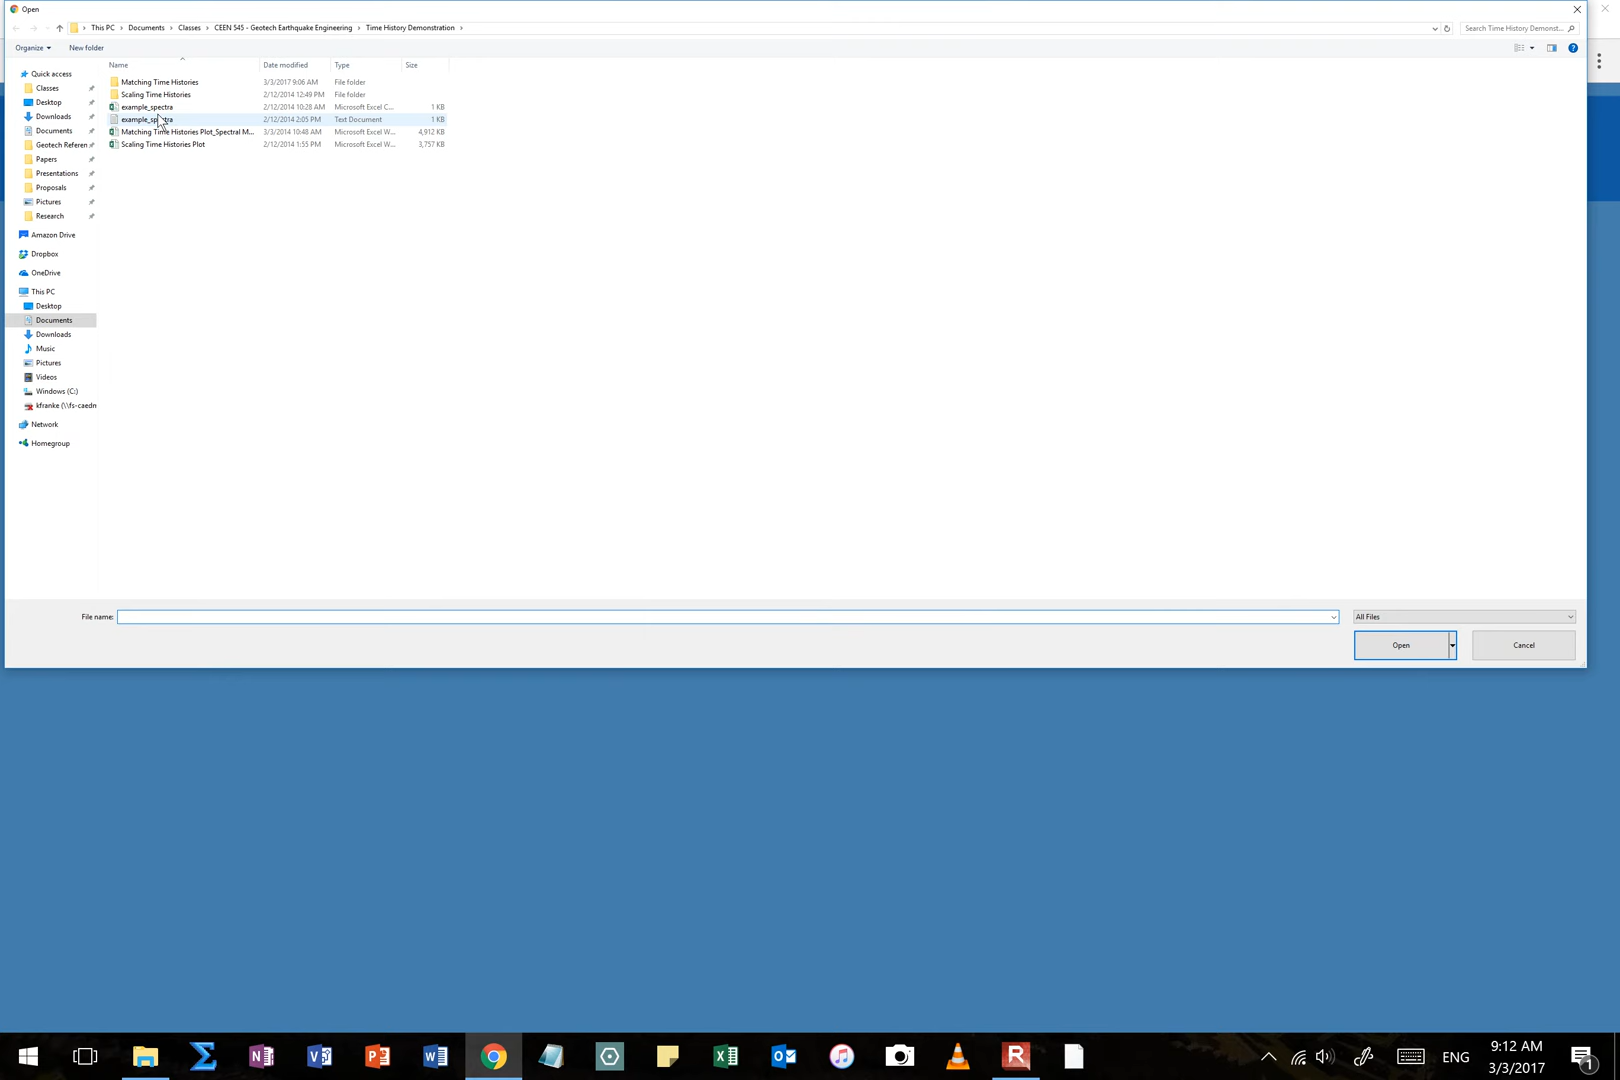 Open
This PC > Documents > Classes > CEEN 545 - Geotech Earthquake Engineering > Time History Demonstration >
Search Time History Demonst...
Organize
New folder
Name Date modified Type Size
Matching Time Histories 3/3/2017 9:06 AM File folder
Scaling Time Histories 2/12/2014 12:49 PM File folder
example_spectra 2/12/2014 10:28 AM Microsoft Excel C... 1 KB
example_spectra 2/12/2014 2:05 PM Text Document 1 KB
Matching Time Histories Plot_Spectral M... 3/3/2014 10:48 AM Microsoft Excel W... 4,912 KB
Scaling Time Histories Plot 2/12/2014 1:55 PM Microsoft Excel W... 3,757 KB
Quick access
Classes
Desktop
Downloads
Documents
Geotech Referen
Papers
Presentations
Proposals
Pictures
Research
Amazon Drive
Dropbox
OneDrive
This PC
Desktop
Documents
Downloads
Music
Pictures
Videos
Windows (C:)
kfranke (\\fs-caedn
Network
Homegroup
File name:
All Files
Open
Cancel
ENG
9:12 AM
3/3/2017
1